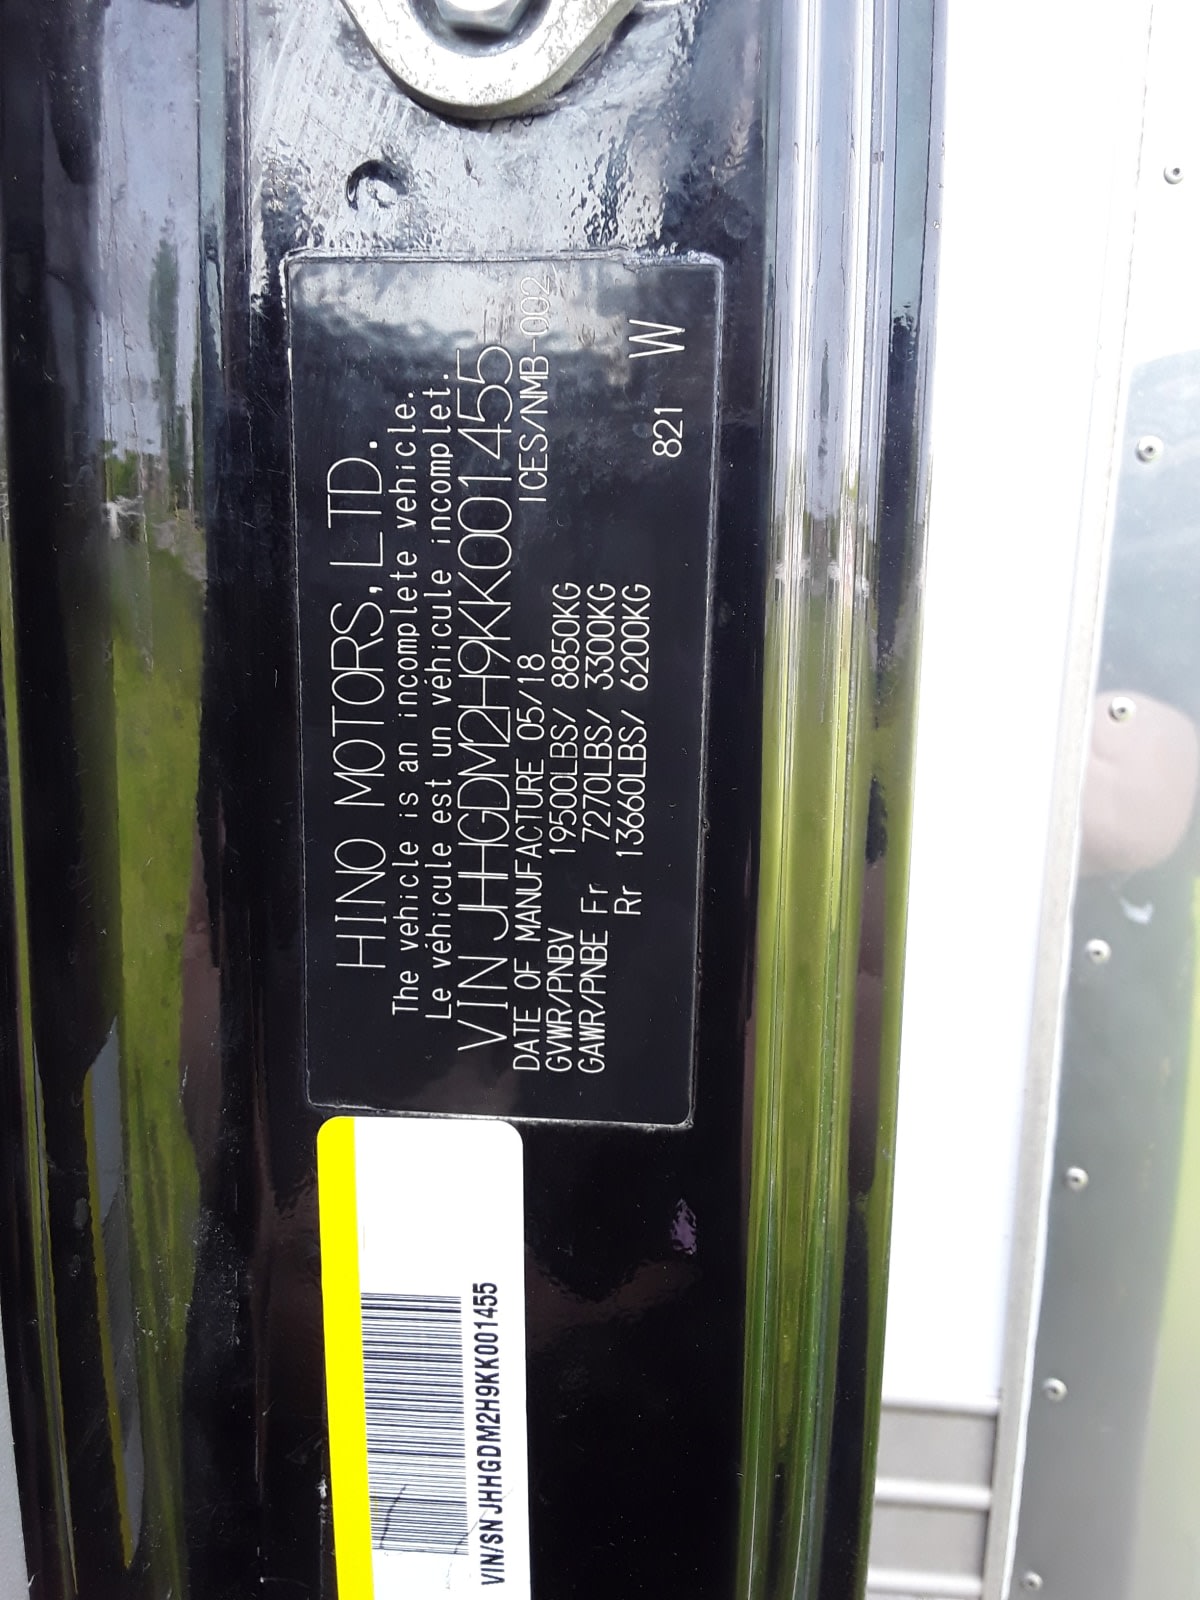 HINO MOTORS, LTD.
The vehicle is an incomplete vehicle.
Le véhicule est un véhicule incomplet.
VIN JHHGDM2H9KK001455
DATE OF MANUFACTURE 05/18 ICES/NMB-002
GVWR/PNBV 19500LBS/ 8850KG
GAWR/PNBE Fr 7270LBS/ 3300KG
Rr 13660LBS/ 6200KG 821 W
VIN/SN JHHGDM2H9KK001455